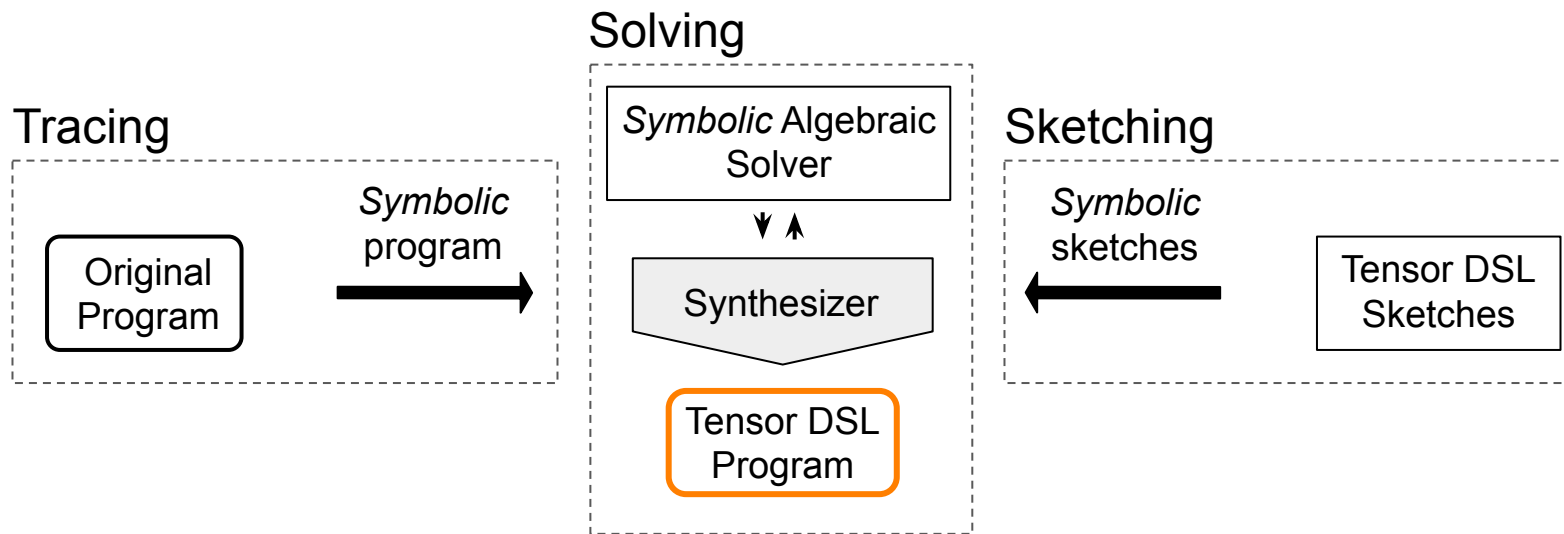 Tracing
Symbolic
program
Original
Program
Solving
Symbolic Algebraic
Solver
Synthesizer
Tensor DSL
Program
Sketching
Symbolic
sketches
Tensor DSL
Sketches